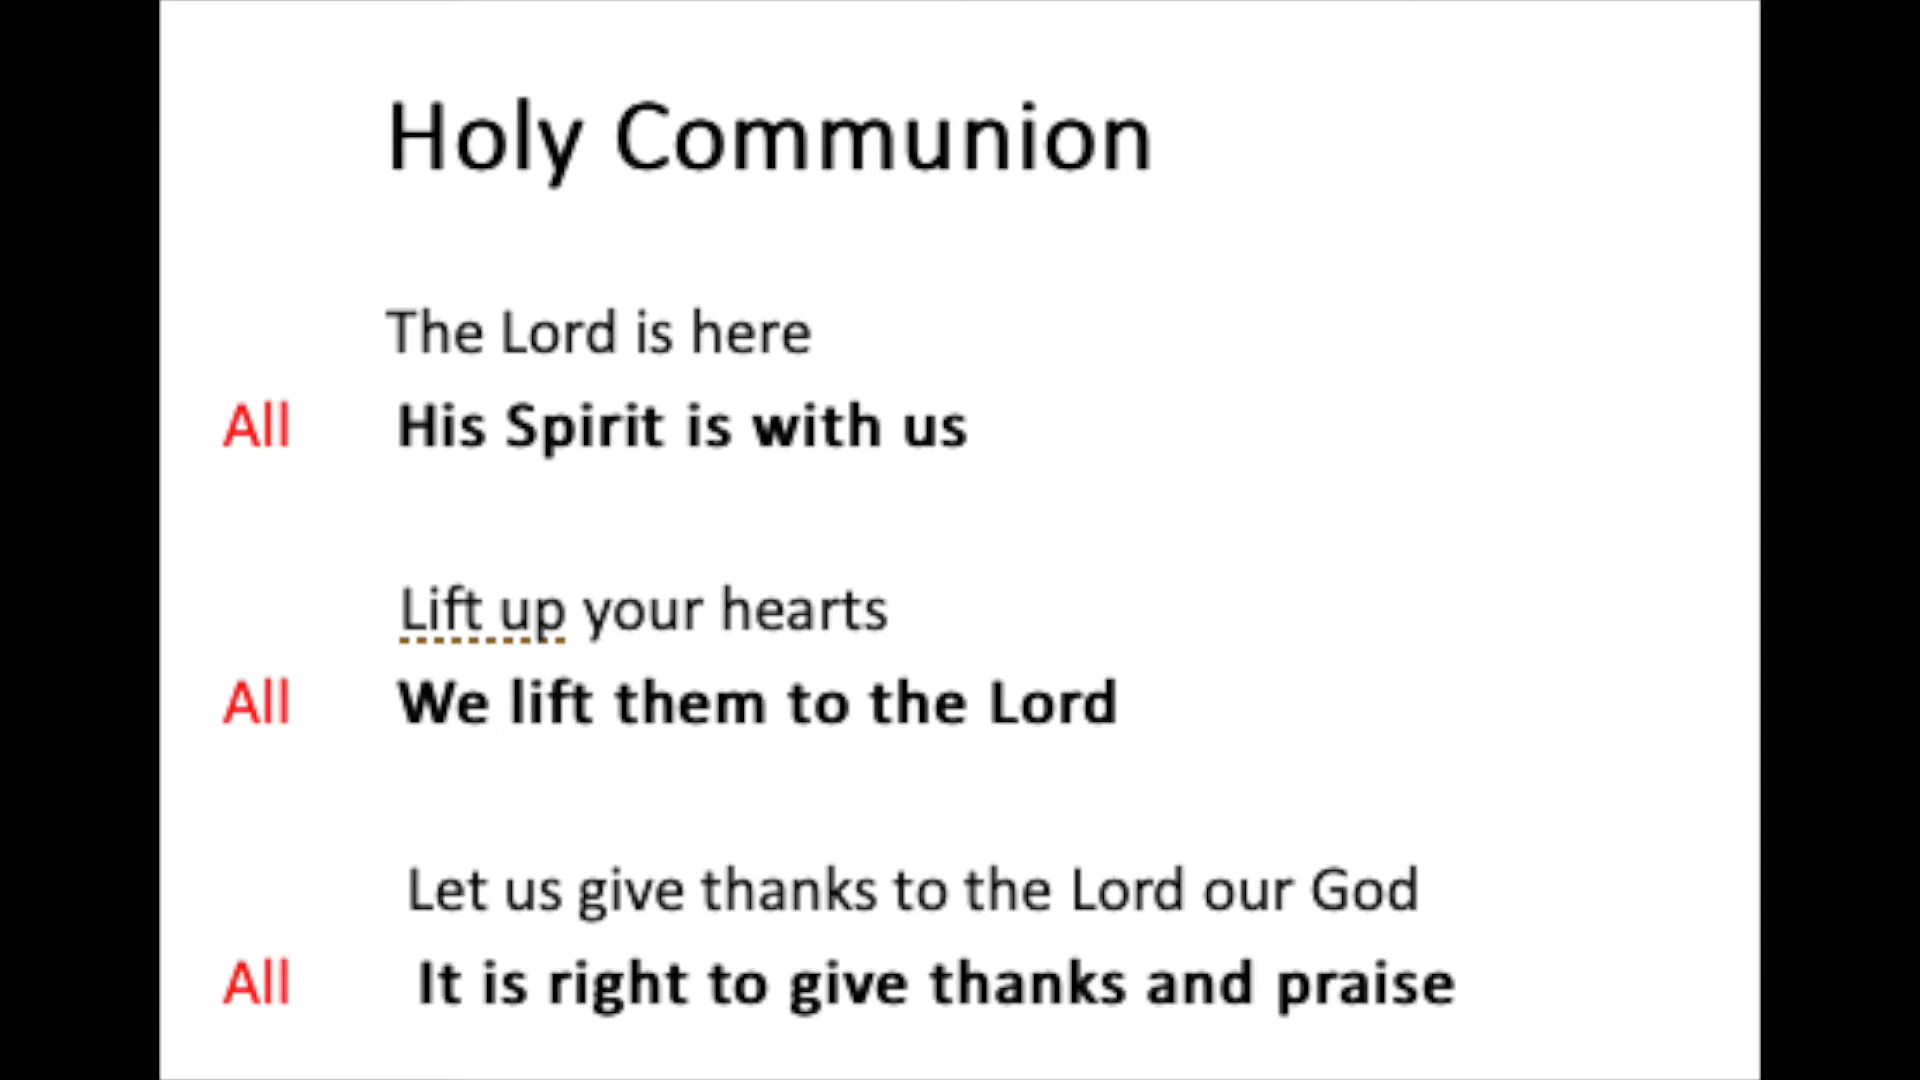 Holy Communion
The Lord is here
All His Spirit is with us
Lift up your hearts
All We lift them to the Lord
Let us give thanks to the Lord our God
All It is right to give thanks and praise